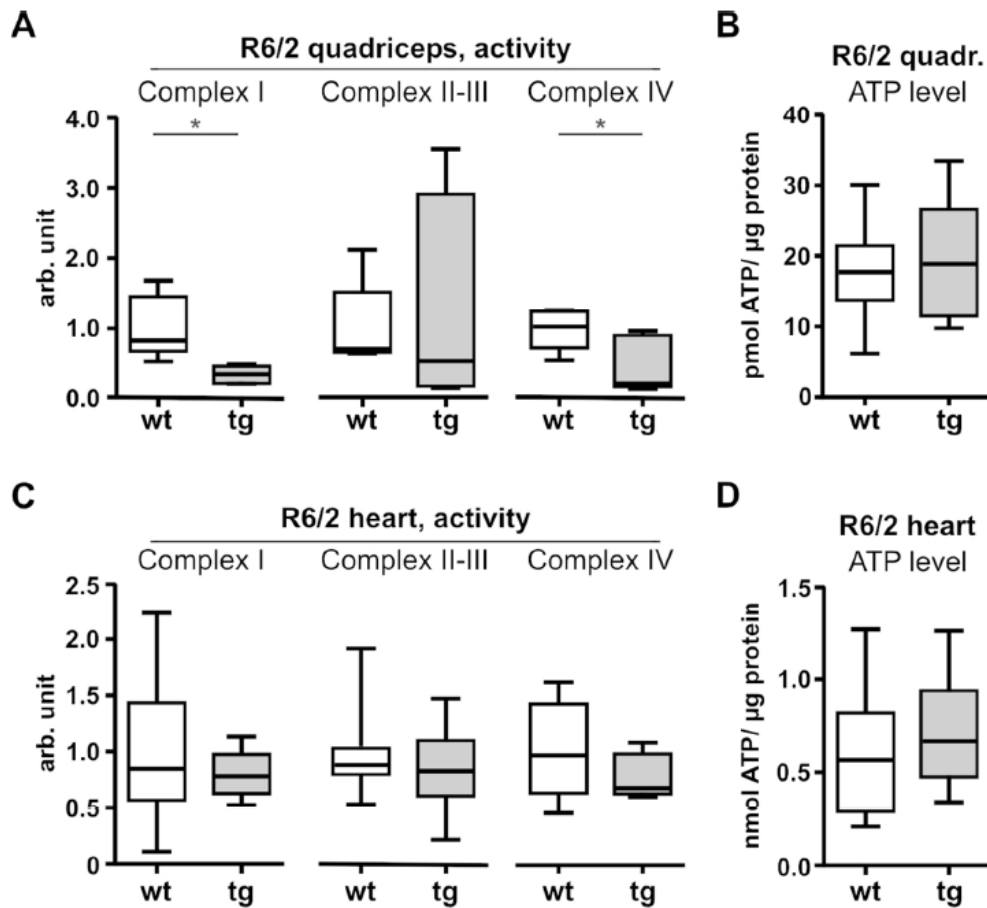 A
R6/2 quadriceps, activity
Complex I Complex II-III Complex IV
* *
4.0
3.0
2.0
1.0
0.0
arb. unit
wt tg wt tg wt tg
B
R6/2 quadr.
ATP level
40
30
20
10
0
pmol ATP/ µg protein
wt tg
C
R6/2 heart, activity
Complex I Complex II-III Complex IV
2.5
2.0
1.5
1.0
0.5
0
arb. unit
wt tg wt tg wt tg
D
R6/2 heart
ATP level
1.5
1.0
0.5
0.0
nmol ATP/ µg protein
wt tg